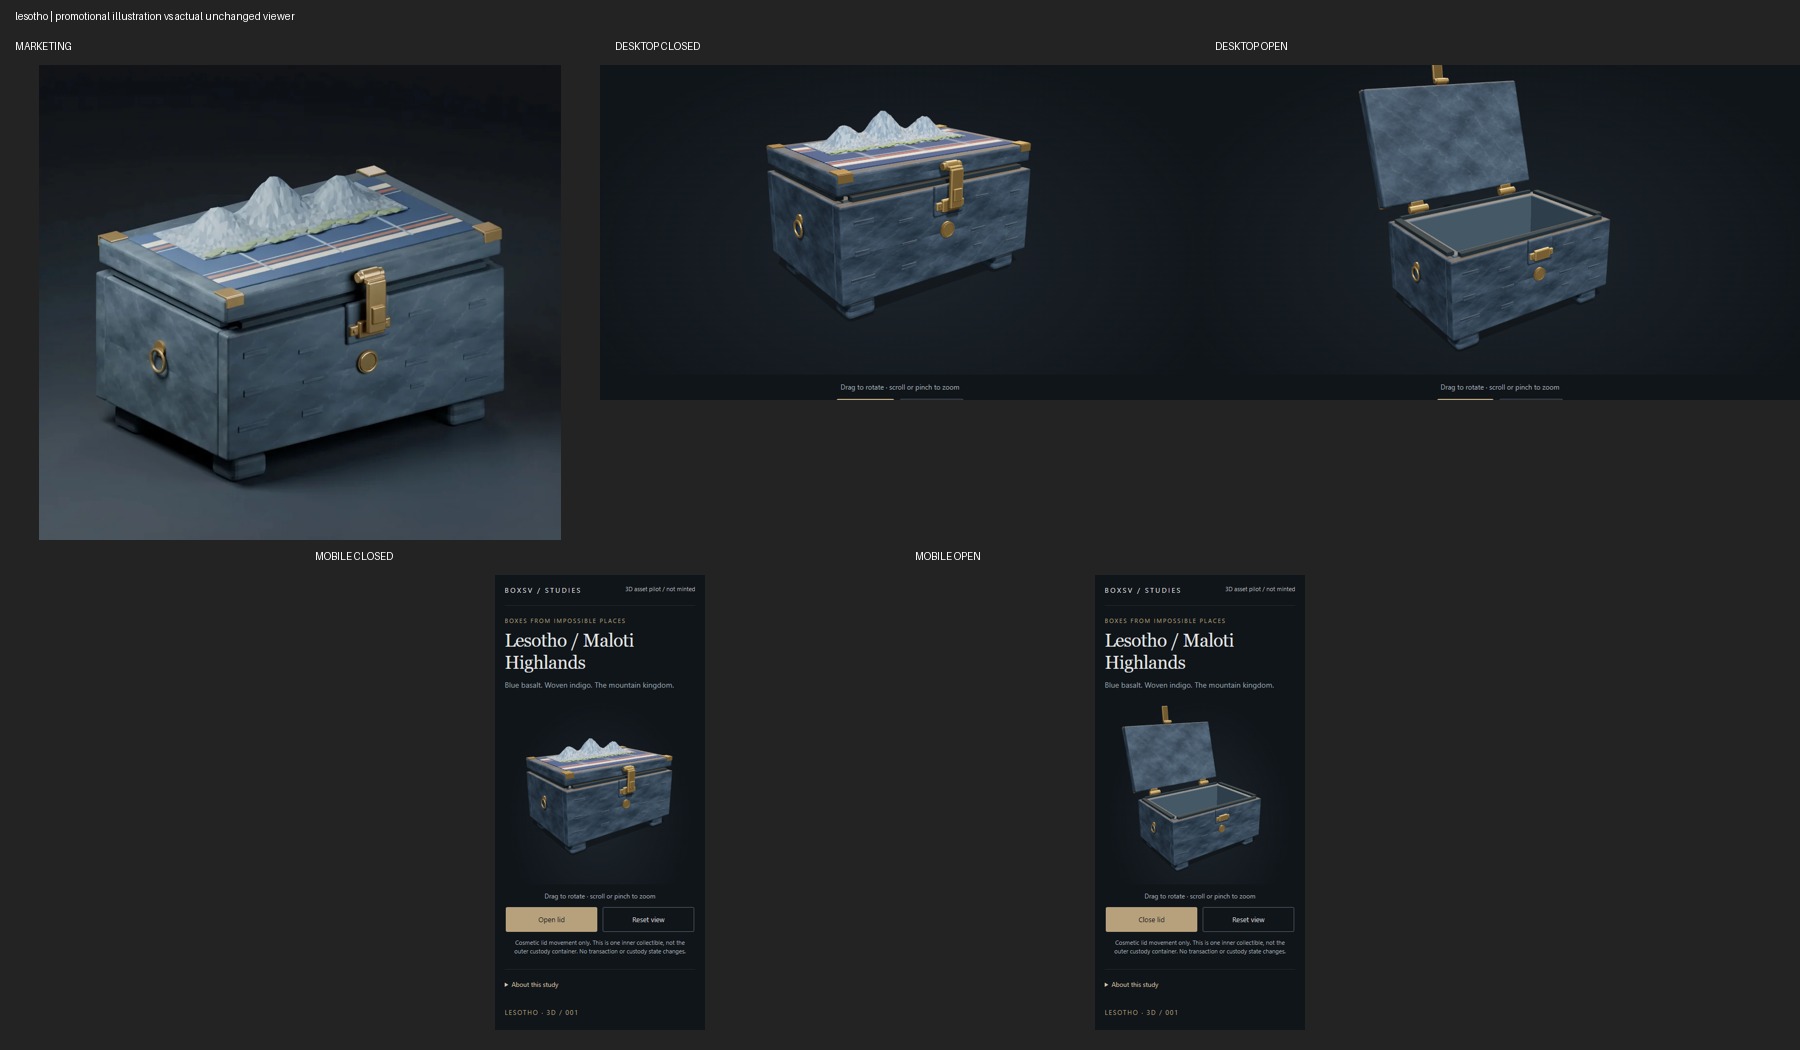 lesotho | promotional illustration vs actual unchanged viewer
MARKETING
DESKTOP CLOSED
DESKTOP OPEN
Drag to rotate · scroll or pinch to zoom
Drag to rotate · scroll or pinch to zoom
MOBILE CLOSED
MOBILE OPEN
BOXSV / STUDIES
3D asset pilot / not minted
BOXES FROM IMPOSSIBLE PLACES
Lesotho / Maloti
Highlands
Blue basalt. Woven indigo. The mountain kingdom.
Drag to rotate · scroll or pinch to zoom
Open lid
Reset view
Cosmetic lid movement only. This is one inner collectible, not the
outer custody container. No transaction or custody state changes.
▸ About this study
LESOTHO · 3D / 001
BOXSV / STUDIES
3D asset pilot / not minted
BOXES FROM IMPOSSIBLE PLACES
Lesotho / Maloti
Highlands
Blue basalt. Woven indigo. The mountain kingdom.
Drag to rotate · scroll or pinch to zoom
Close lid
Reset view
Cosmetic lid movement only. This is one inner collectible, not the
outer custody container. No transaction or custody state changes.
▸ About this study
LESOTHO · 3D / 001